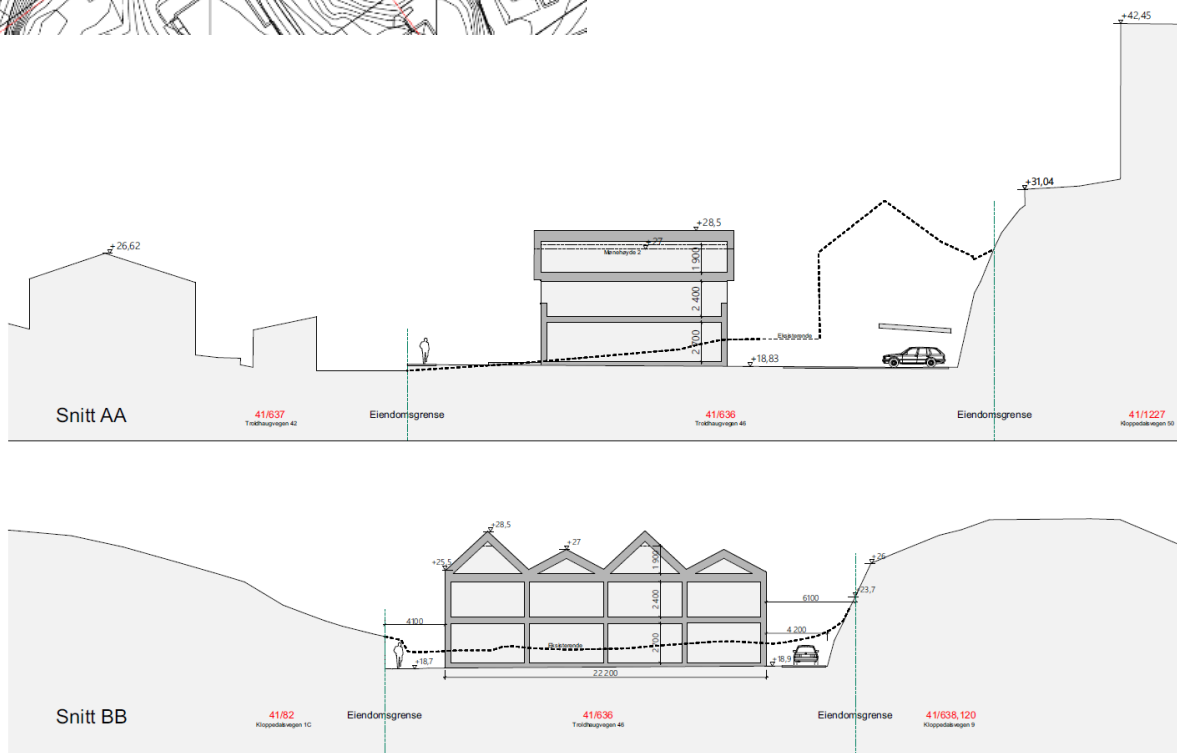 +42,45
+31,04
+28,5
+26,62
+27
Mønehøyde 2
1 900
2 400
2 700
Eksisterende
+18,83
Snitt AA
41/637
Troldhaugvegen 42
Eiendomsgrense
41/636
Troldhaugvegen 46
Eiendomsgrense
41/1227
Kloppedalsvegen 50
+28,5
+27
+25,5
+26
1 900
+23,7
2 400
6100
4100
4 200
2 700
Eksisterende
+18,7
+18,9
22 200
Snitt BB
41/82
Kloppedalsvegen 1C
Eiendomsgrense
41/636
Troldhaugvegen 46
Eiendomsgrense
41/638,120
Kloppedalsvegen 9